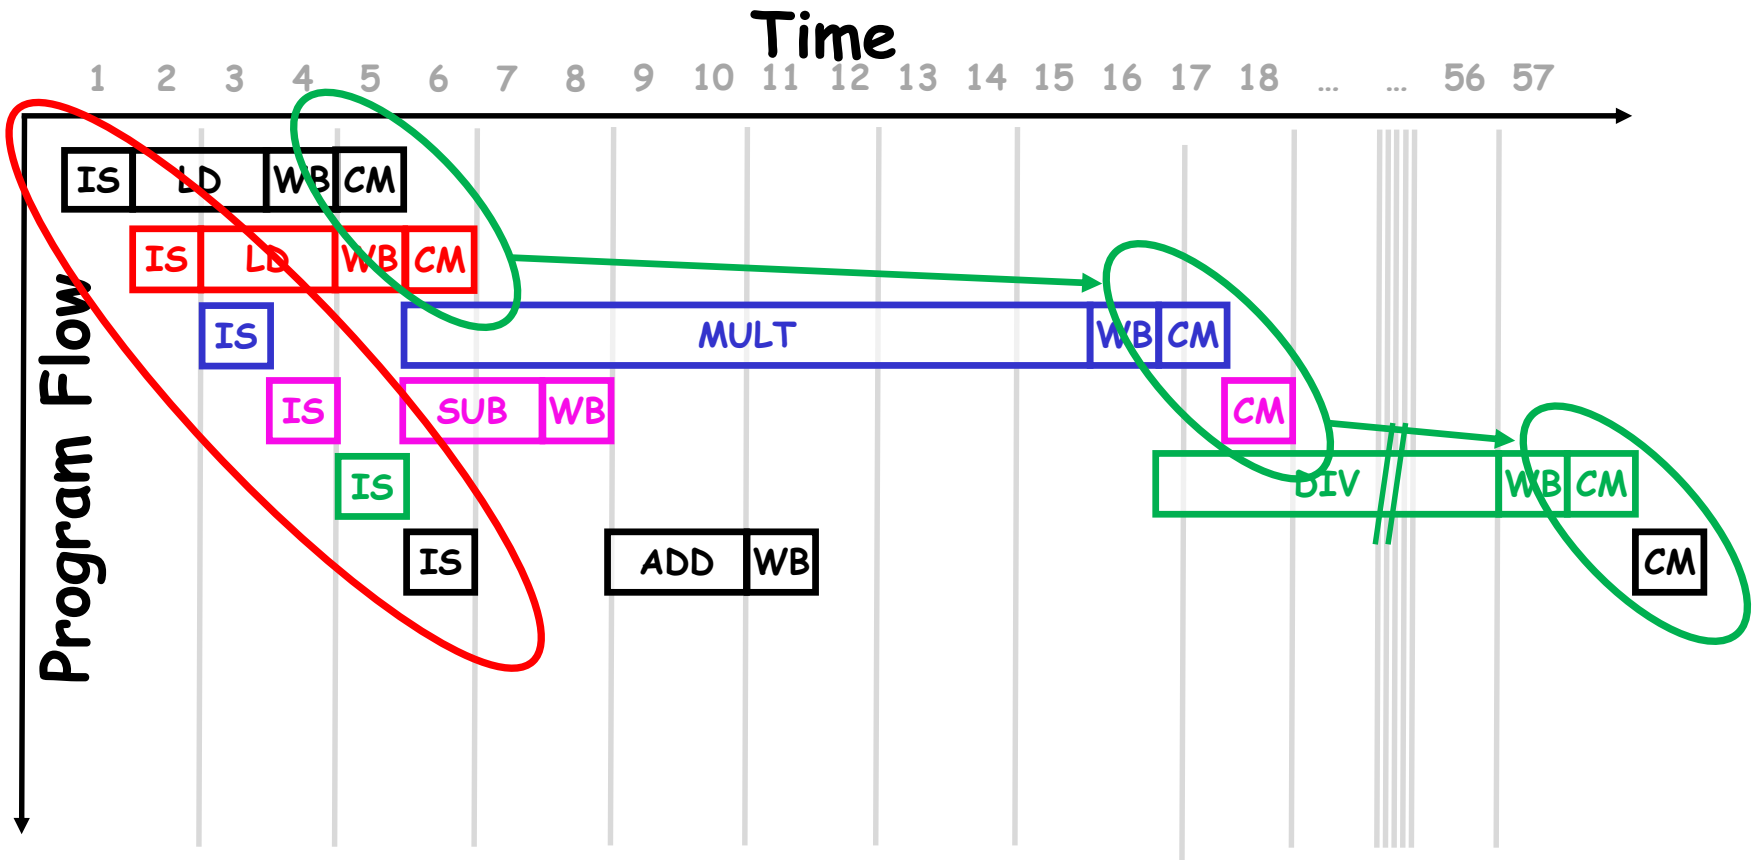 Time
1 2 3 4 5 6 7 8 9 10 11 12 13 14 15 16 17 18 ... ... 56 57
Program Flow
IS LD WB CM
IS LD WB CM
IS MULT WB CM
IS SUB WB CM
IS DIV WB CM
IS ADD WB CM